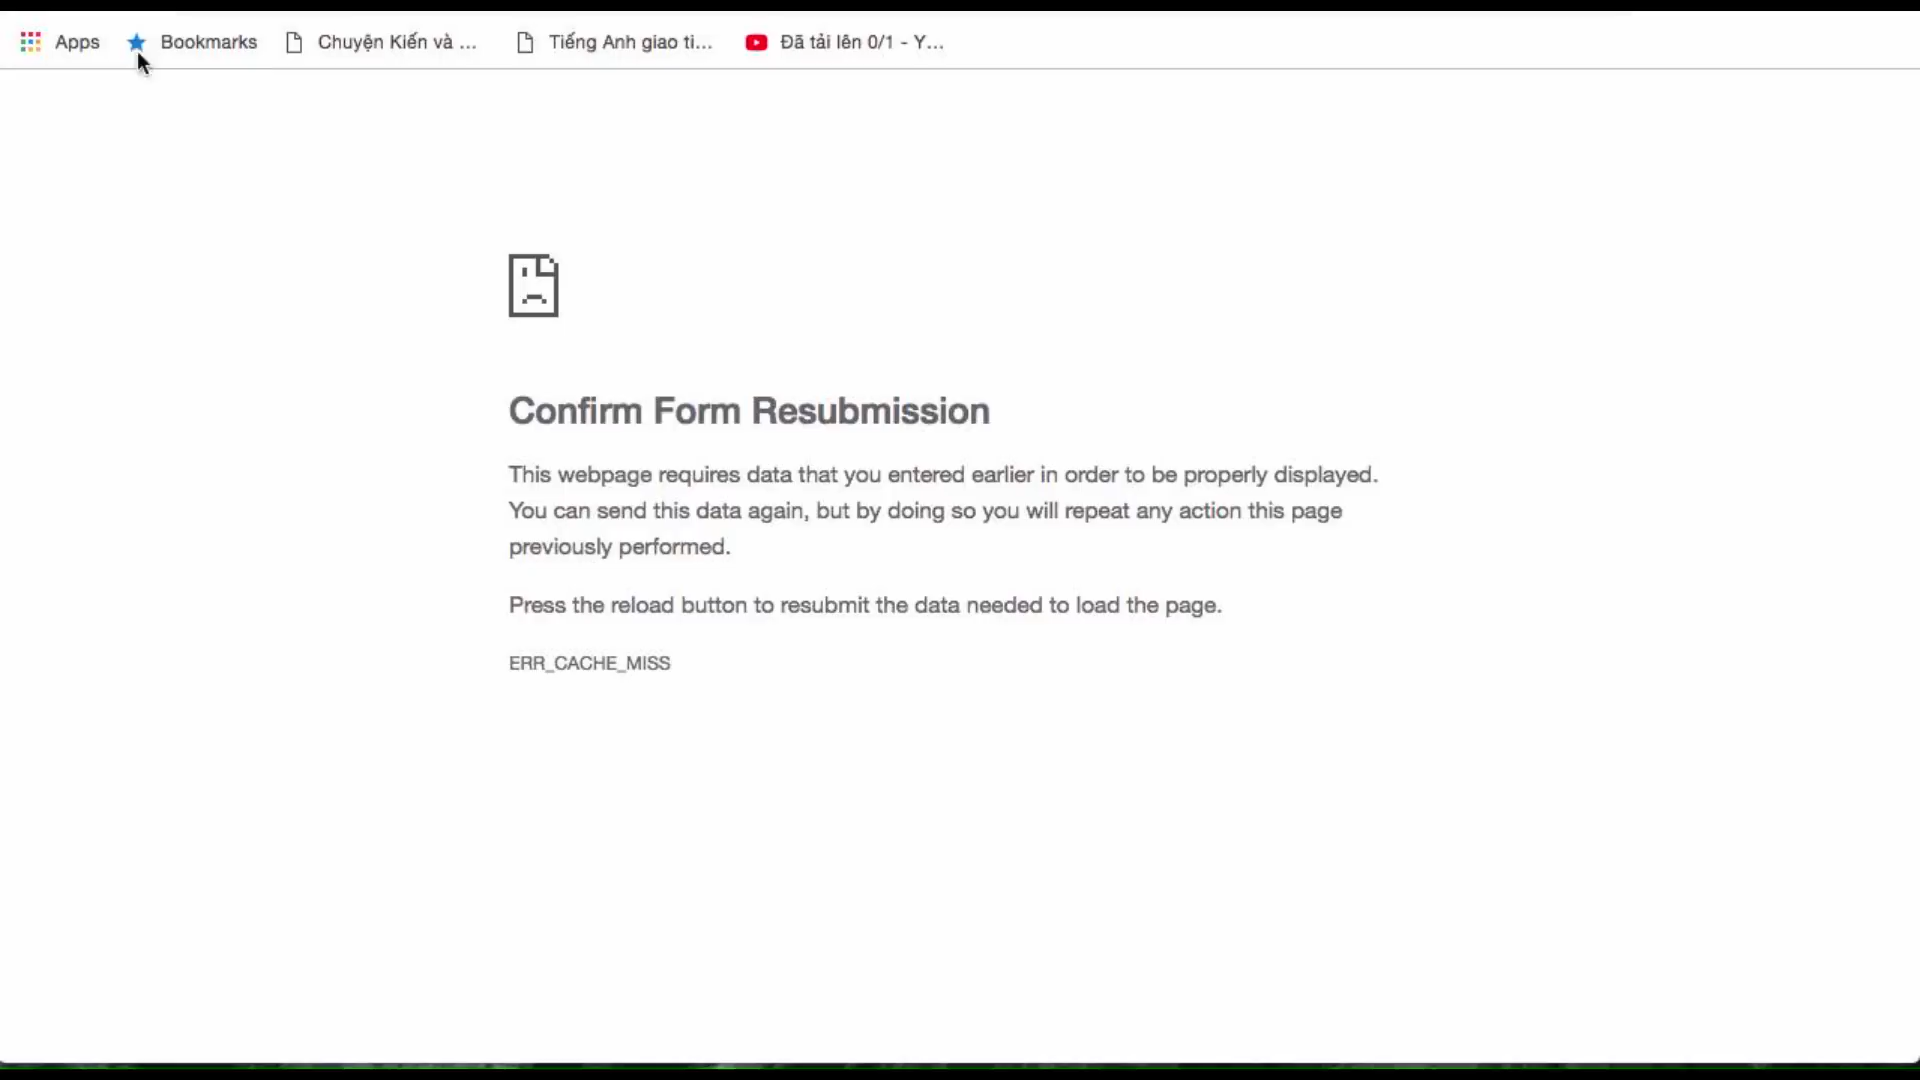 Apps Bookmarks Chuyện Kiến và ... Tiếng Anh giao ti... Đã tải lên 0/1 - Y...
Confirm Form Resubmission
This webpage requires data that you entered earlier in order to be properly displayed.
You can send this data again, but by doing so you will repeat any action this page
previously performed.
Press the reload button to resubmit the data needed to load the page.
ERR_CACHE_MISS